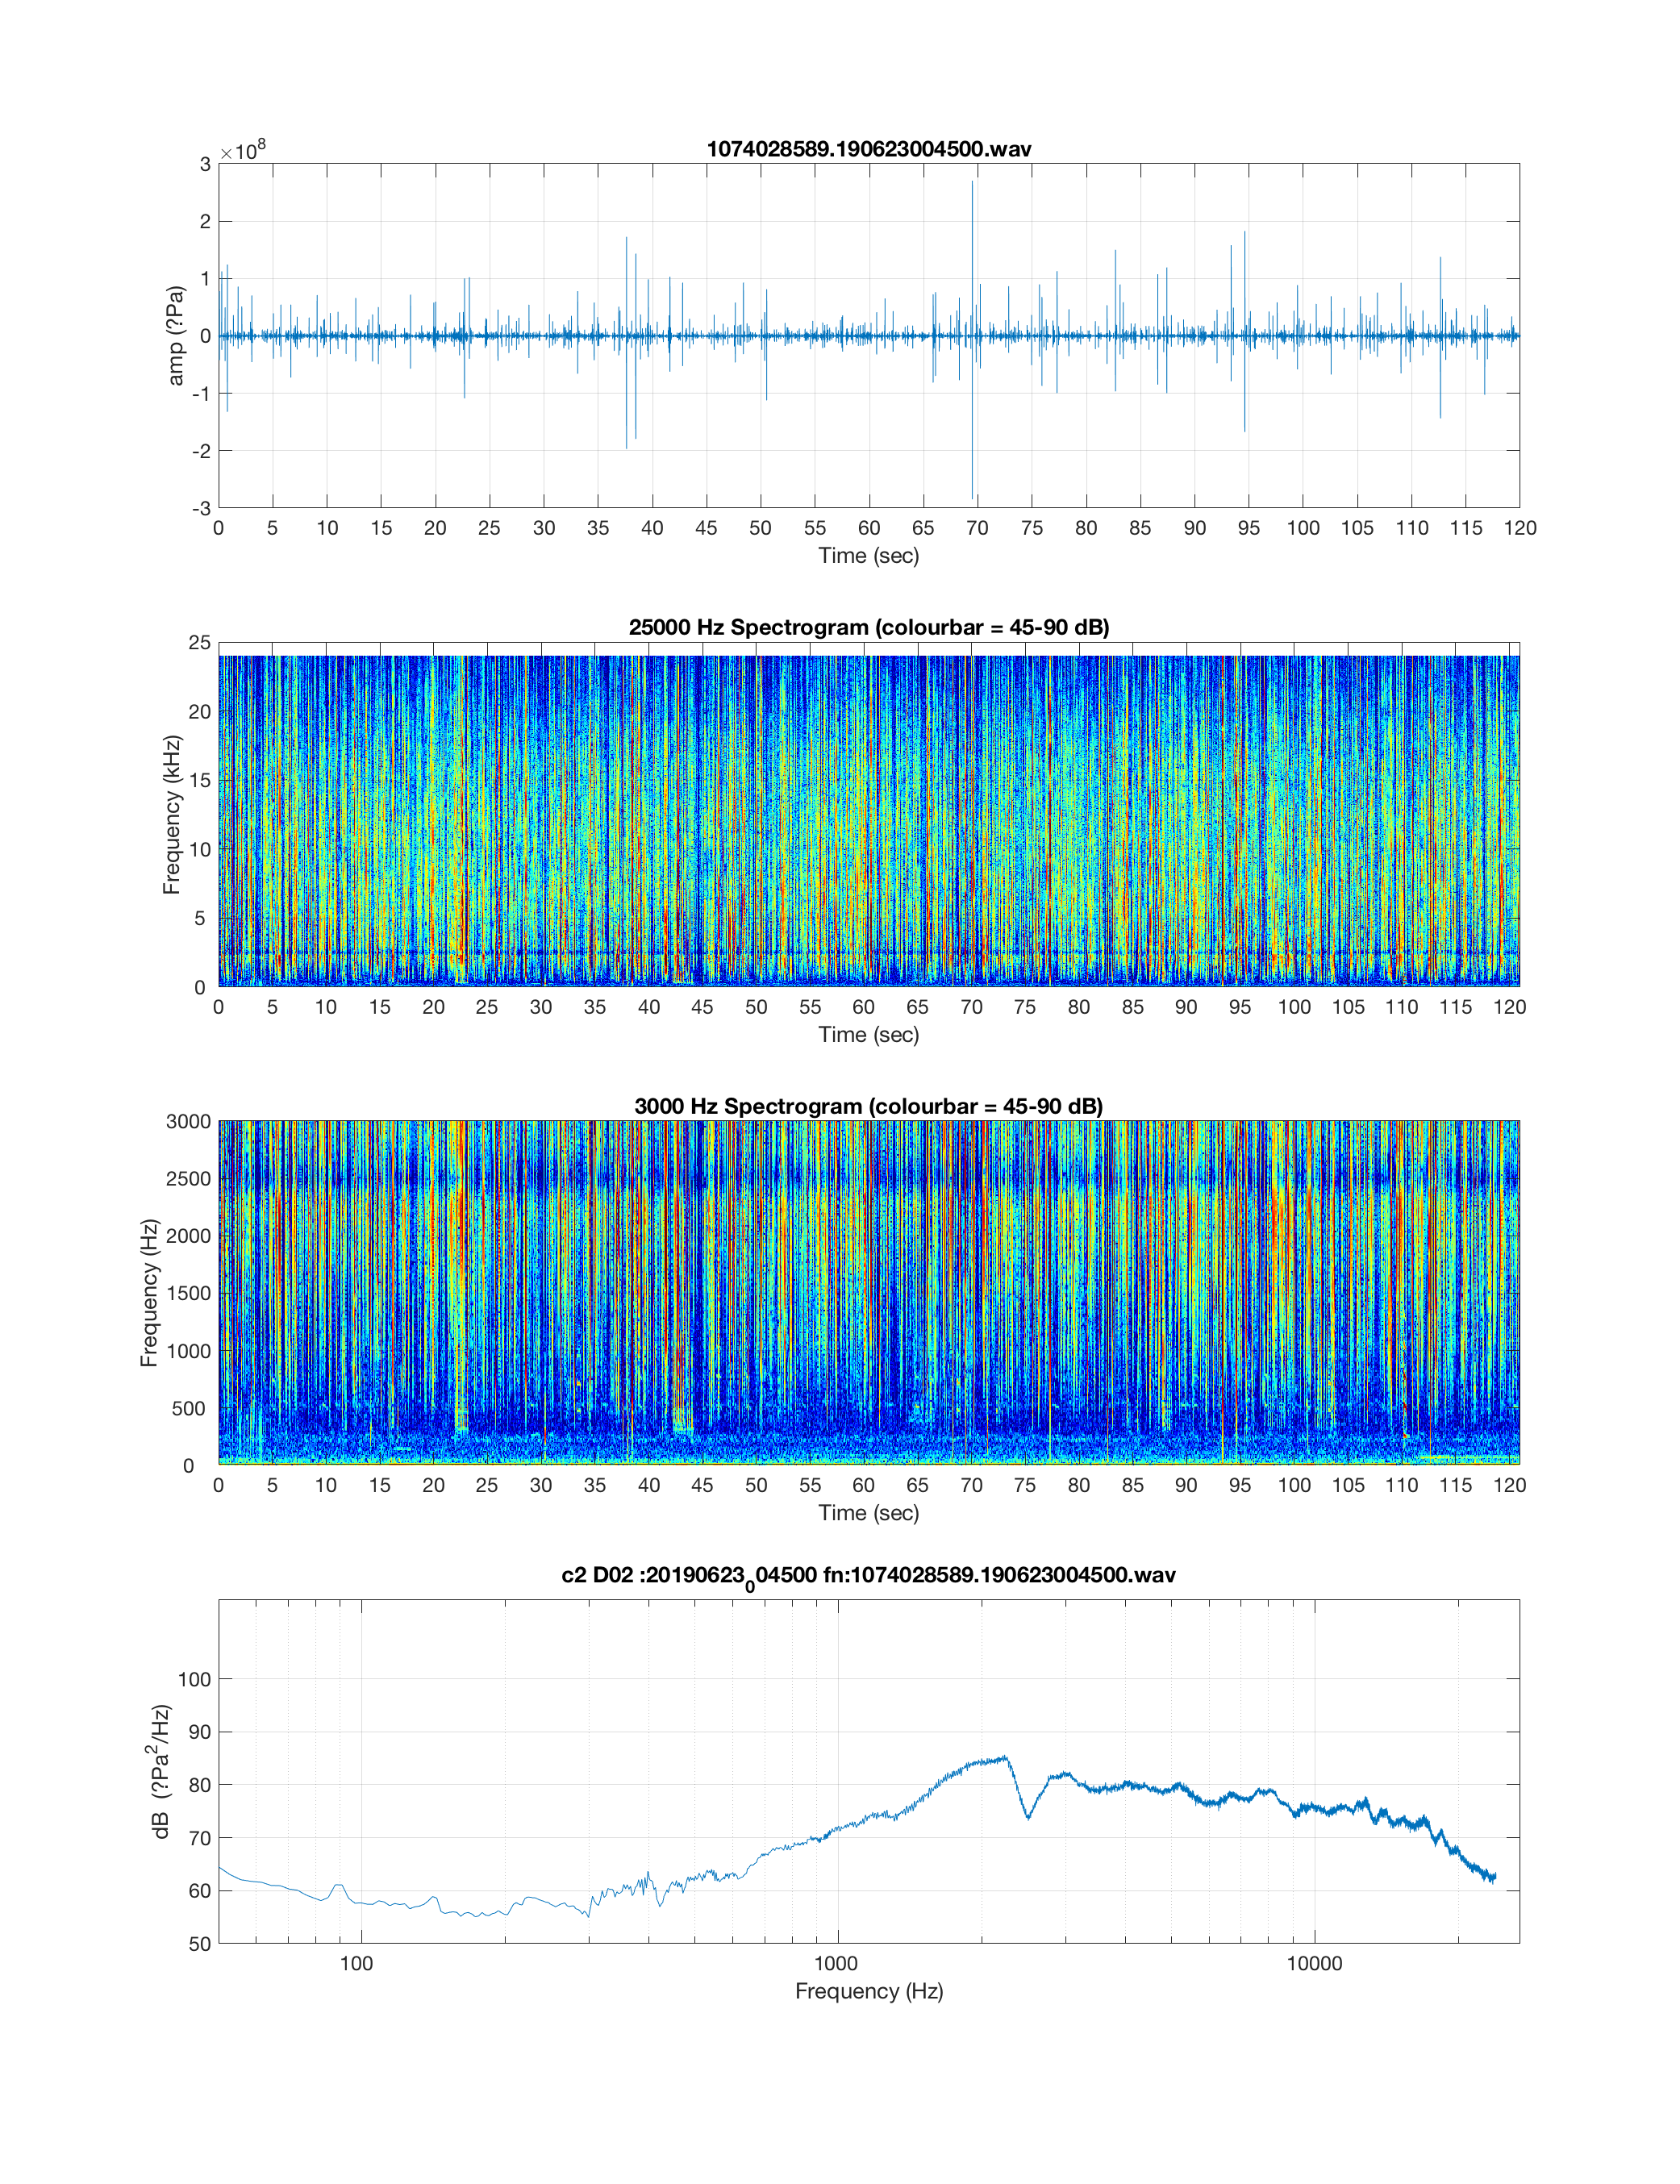 1074028589.190623004500.wav
×10⁸
3
2
1
0
-1
-2
-3
amp (?Pa)
0 5 10 15 20 25 30 35 40 45 50 55 60 65 70 75 80 85 90 95 100 105 110 115 120
Time (sec)
25000 Hz Spectrogram (colourbar = 45-90 dB)
25
20
15
10
5
0
Frequency (kHz)
0 5 10 15 20 25 30 35 40 45 50 55 60 65 70 75 80 85 90 95 100 105 110 115 120
Time (sec)
3000 Hz Spectrogram (colourbar = 45-90 dB)
3000
2500
2000
1500
1000
500
0
Frequency (Hz)
0 5 10 15 20 25 30 35 40 45 50 55 60 65 70 75 80 85 90 95 100 105 110 115 120
Time (sec)
c2 D02 :20190623₀04500 fn:1074028589.190623004500.wav
100
90
80
70
60
50
dB (?Pa²/Hz)
100 1000 10000
Frequency (Hz)